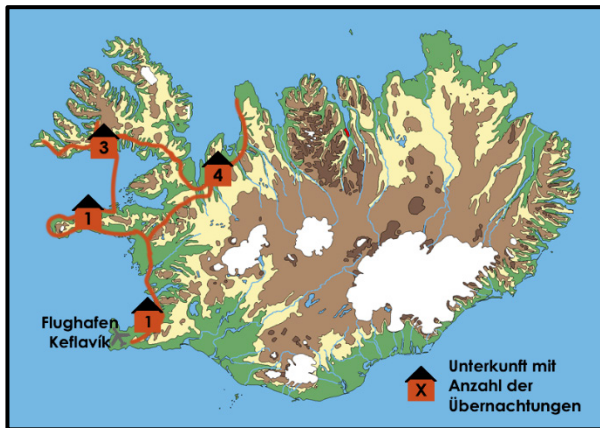 3
4
1
1
Flughafen
Keflavík
X
Unterkunft mit
Anzahl der
Übernachtungen